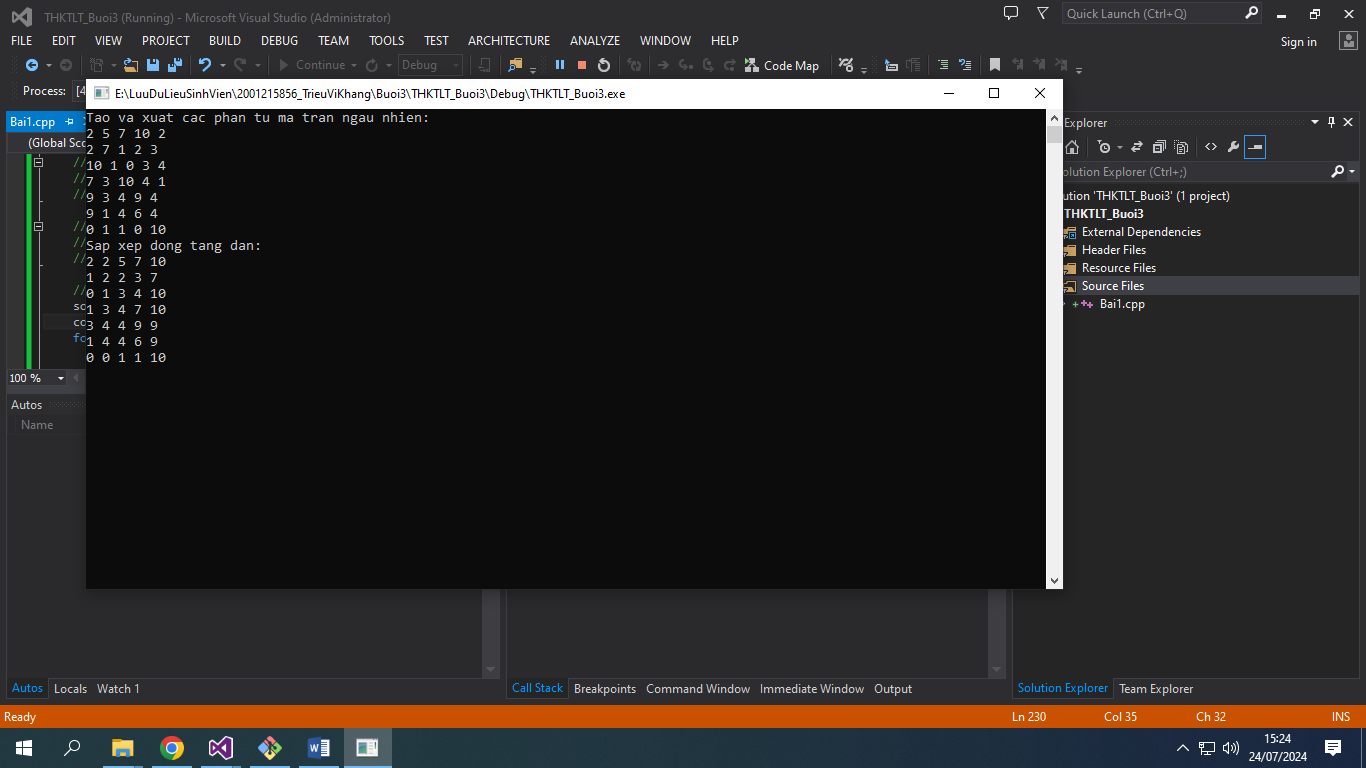 THKTLT_Buoi3 (Running) - Microsoft Visual Studio (Administrator)
Quick Launch (Ctrl+Q)
FILE EDIT VIEW PROJECT BUILD DEBUG TEAM TOOLS TEST ARCHITECTURE ANALYZE WINDOW HELP
Sign in
Continue Debug Code Map
Process: [4
E:\LuuDuLieuSinhVien\2001215856_TrieuViKhang\Buoi3\THKTLT_Buoi3\Debug\THKTLT_Buoi3.exe
Bai1.cpp
(Global Sco
//
//
//
//
//
//
//
so
co
fo
100 %
Tao va xuat cac phan tu ma tran ngau nhien:
2 5 7 10 2
2 7 1 2 3
10 1 0 3 4
7 3 10 4 1
9 3 4 9 4
9 1 4 6 4
0 1 1 0 10
Sap xep dong tang dan:
2 2 5 7 10
1 2 2 3 7
0 1 3 4 10
1 3 4 7 10
3 4 4 9 9
1 4 4 6 9
0 0 1 1 10
Explorer
olution Explorer (Ctrl+;)
ution 'THKTLT_Buoi3' (1 project)
THKTLT_Buoi3
External Dependencies
Header Files
Resource Files
Source Files
Bai1.cpp
Autos
Name
Autos Locals Watch 1
Call Stack Breakpoints Command Window Immediate Window Output
Solution Explorer Team Explorer
Ready Ln 230 Col 35 Ch 32 INS
15:24
24/07/2024